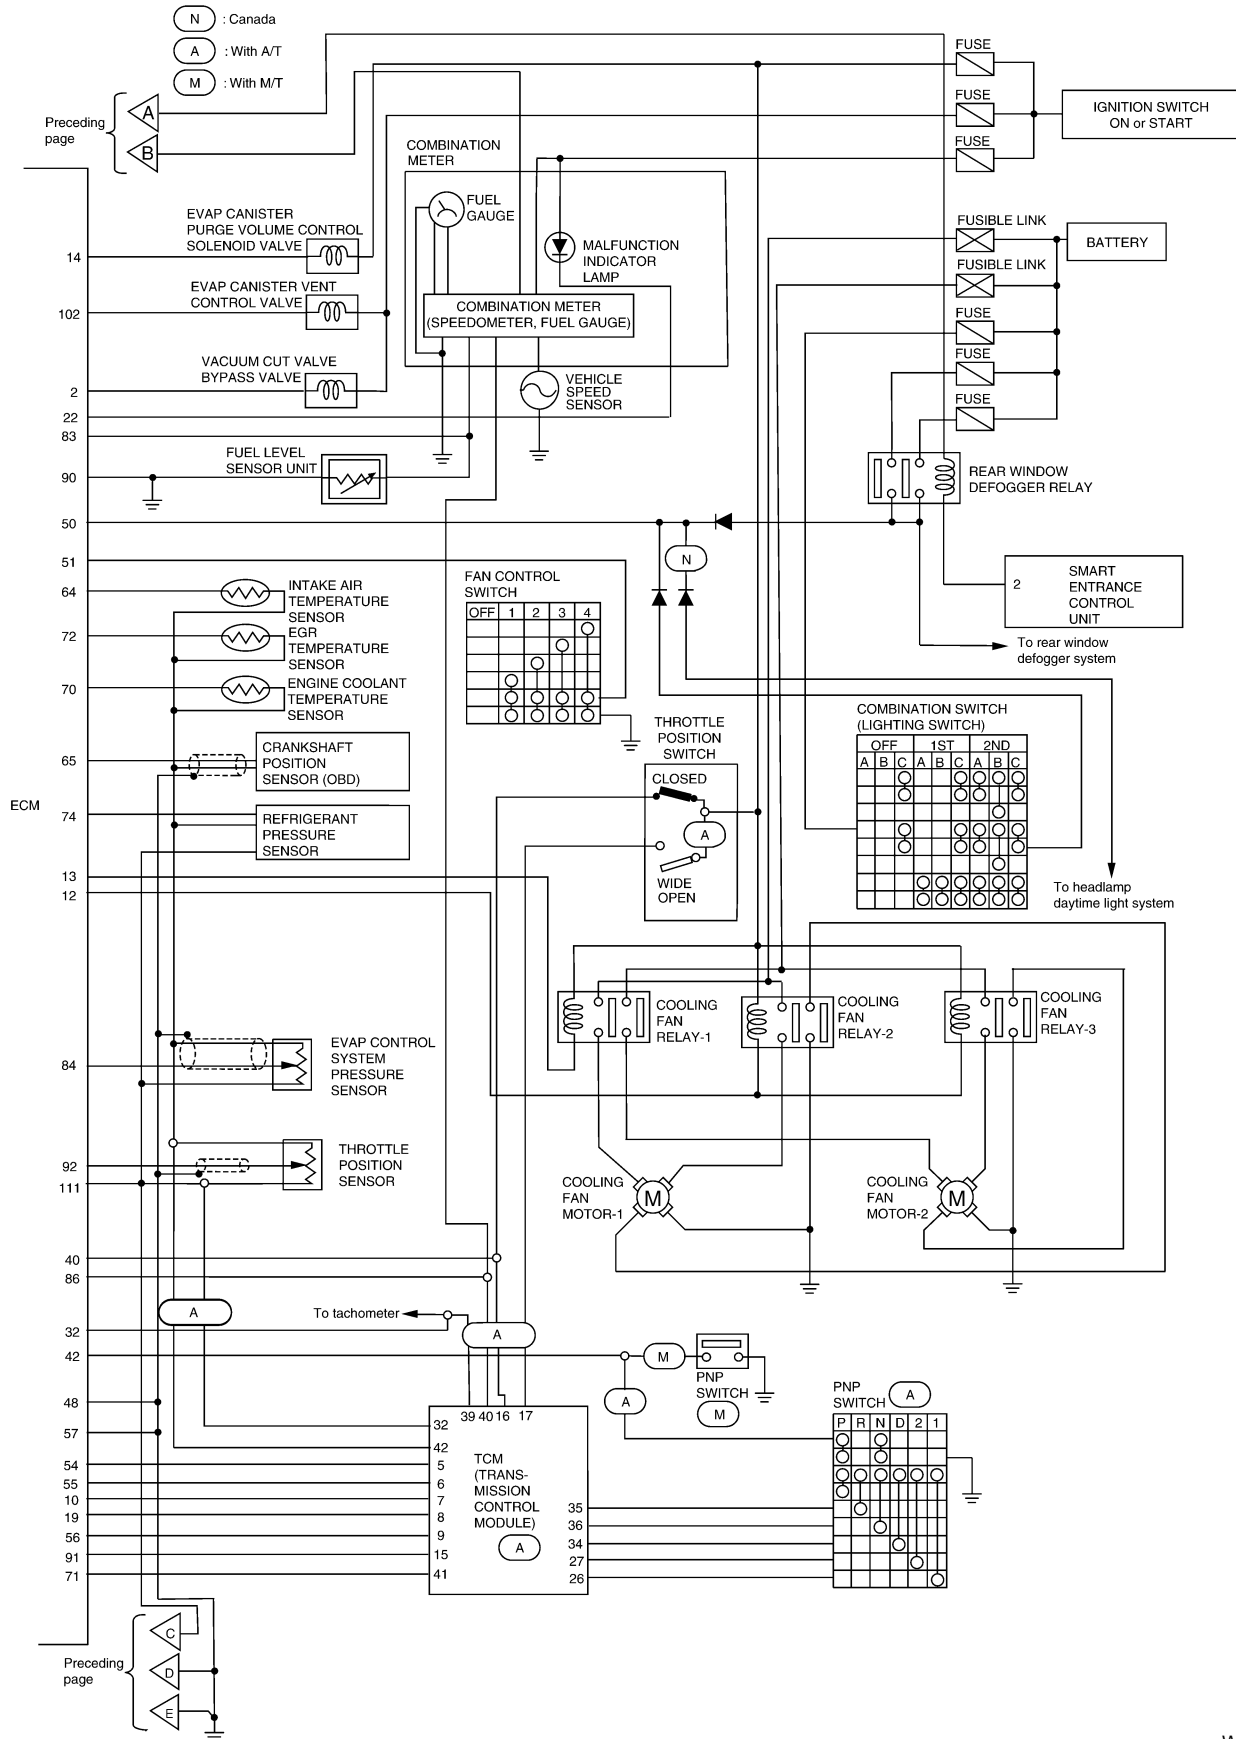 N : Canada
A : With A/T
M : With M/T
Preceding
page
A
B
FUSE
FUSE
FUSE
IGNITION SWITCH
ON or START
COMBINATION
METER
FUEL
GAUGE
MALFUNCTION
INDICATOR
LAMP
COMBINATION METER
(SPEEDOMETER, FUEL GAUGE)
VEHICLE
SPEED
SENSOR
FUSIBLE LINK
FUSIBLE LINK
FUSE
FUSE
FUSE
BATTERY
EVAP CANISTER
PURGE VOLUME CONTROL
SOLENOID VALVE
14
EVAP CANISTER VENT
CONTROL VALVE
102
VACUUM CUT VALVE
BYPASS VALVE
2
22
83
FUEL LEVEL
SENSOR UNIT
90
50
51
REAR WINDOW
DEFOGGER RELAY
2
SMART
ENTRANCE
CONTROL
UNIT
To rear window
defogger system
N
64
INTAKE AIR
TEMPERATURE
SENSOR
72
EGR
TEMPERATURE
SENSOR
70
ENGINE COOLANT
TEMPERATURE
SENSOR
FAN CONTROL
SWITCH
OFF 1 2 3 4
65
CRANKSHAFT
POSITION
SENSOR (OBD)
ECM
74
REFRIGERANT
PRESSURE
SENSOR
13
12
THROTTLE
POSITION
SWITCH
CLOSED
A
WIDE
OPEN
COMBINATION SWITCH
(LIGHTING SWITCH)
OFF 1ST 2ND
A B C A B C A B C
To headlamp
daytime light system
COOLING
FAN
RELAY-1
COOLING
FAN
RELAY-2
COOLING
FAN
RELAY-3
84
EVAP CONTROL
SYSTEM
PRESSURE
SENSOR
92
111
THROTTLE
POSITION
SENSOR
COOLING
FAN
MOTOR-1
M
COOLING
FAN
MOTOR-2
M
40
86
A
To tachometer
A
32
42
M
PNP
SWITCH
M
A
48
57
39 40 16 17
PNP
SWITCH A
P R N D 2 1
54
55
10
19
56
91
71
32
42
5
6
7
8
9
15
41
TCM
(TRANS-
MISSION
CONTROL
MODULE)
A
35
36
34
27
26
Preceding
page
C
D
E